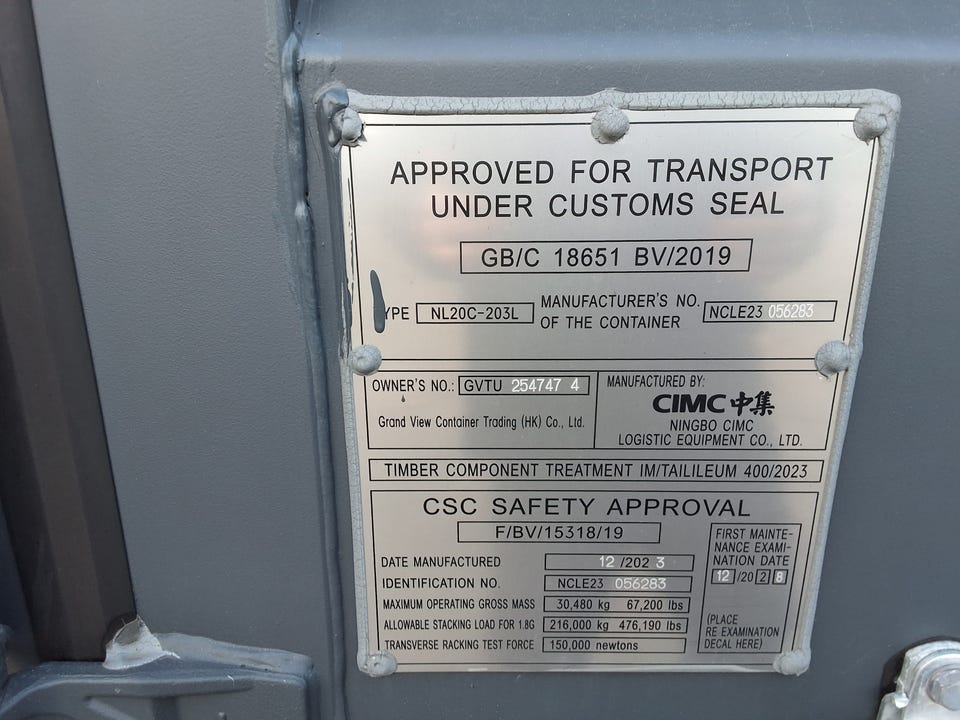 APPROVED FOR TRANSPORT
UNDER CUSTOMS SEAL
GB/C 18651 BV/2019
YPE NL20C-203L
MANUFACTURER'S NO.
OF THE CONTAINER
NCLE23 056283
OWNER'S NO.: GVTU 254747 4
Grand View Container Trading (HK) Co., Ltd.
MANUFACTURED BY:
CIMC 中集
NINGBO CIMC
LOGISTIC EQUIPMENT CO., LTD.
TIMBER COMPONENT TREATMENT IM/TAILILEUM 400/2023
CSC SAFETY APPROVAL
F/BV/15318/19
DATE MANUFACTURED 12 /202 3
IDENTIFICATION NO. NCLE23 056283
MAXIMUM OPERATING GROSS MASS 30,480 kg 67,200 lbs
ALLOWABLE STACKING LOAD FOR 1.8G 216,000 kg 476,190 lbs
TRANSVERSE RACKING TEST FORCE 150,000 newtons
FIRST MAINTE-
NANCE EXAMI-
NATION DATE
12 /20 2 8
(PLACE
RE EXAMINATION
DECAL HERE)